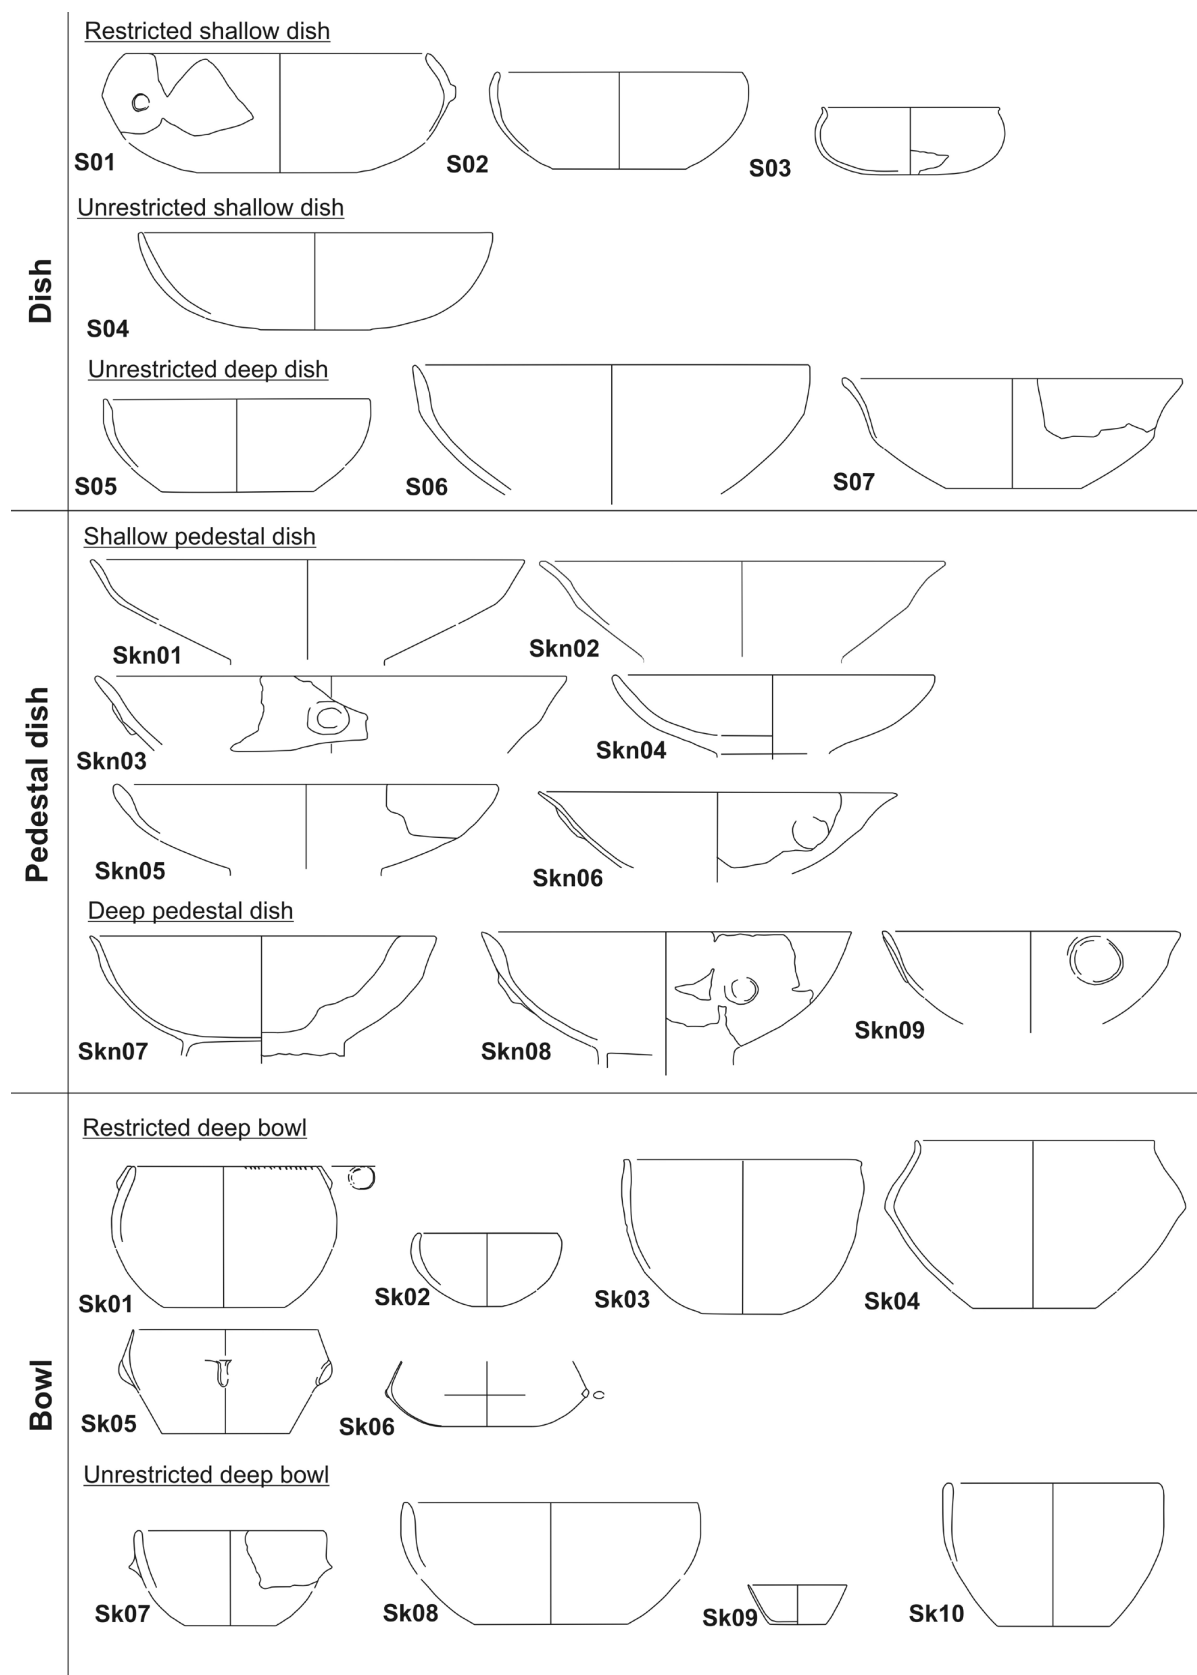 Dish
Restricted shallow dish
S01
S02
S03
Unrestricted shallow dish
S04
Unrestricted deep dish
S05
S06
S07
Pedestal dish
Shallow pedestal dish
Skn01
Skn02
Skn03
Skn04
Skn05
Skn06
Deep pedestal dish
Skn07
Skn08
Skn09
Bowl
Restricted deep bowl
Sk01
Sk02
Sk03
Sk04
Sk05
Sk06
Unrestricted deep bowl
Sk07
Sk08
Sk09
Sk10